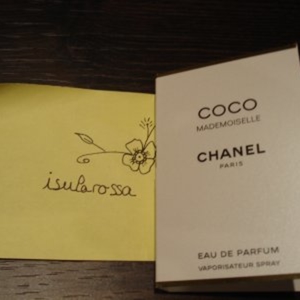 isularossa
COCO
MADEMOISELLE
CHANEL
PARIS
EAU DE PARFUM
VAPORISATEUR SPRAY